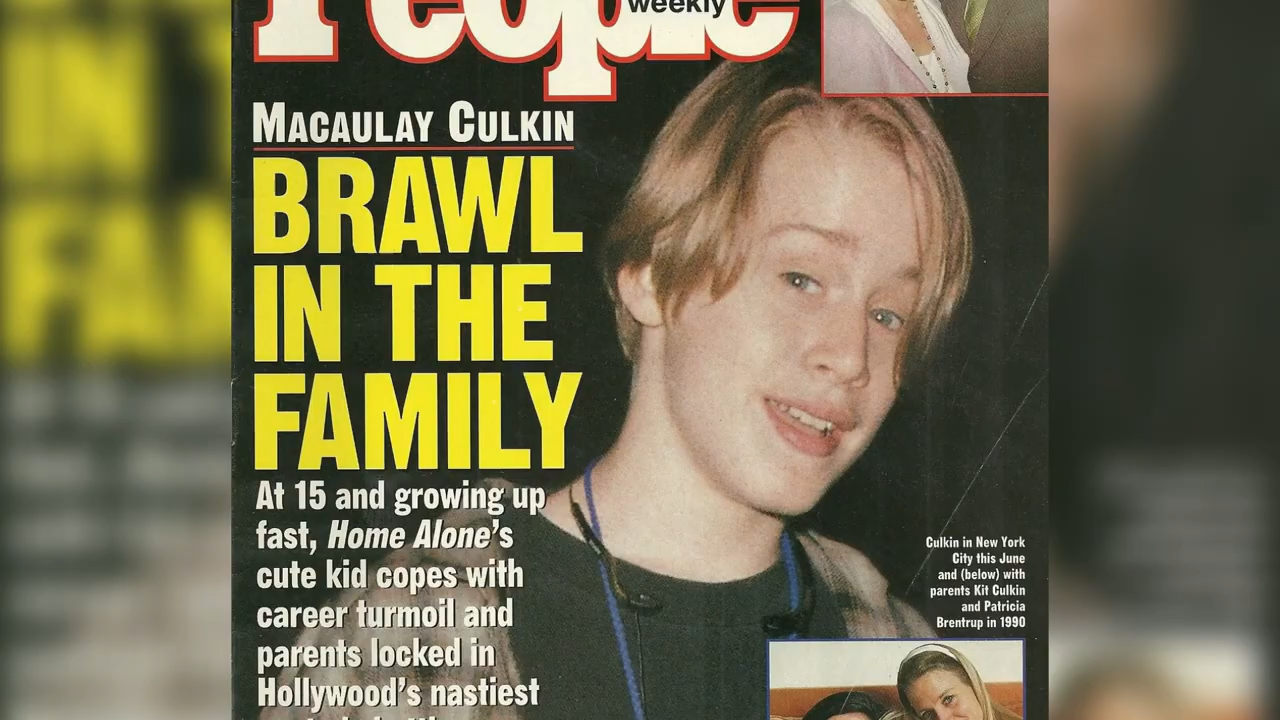 People
weekly
MACAULAY CULKIN
BRAWL
IN THE
FAMILY
At 15 and growing up
fast, Home Alone's
cute kid copes with
career turmoil and
parents locked in
Hollywood's nastiest
Culkin in New York
City this June
and (below) with
parents Kit Culkin
and Patricia
Brentrup in 1990